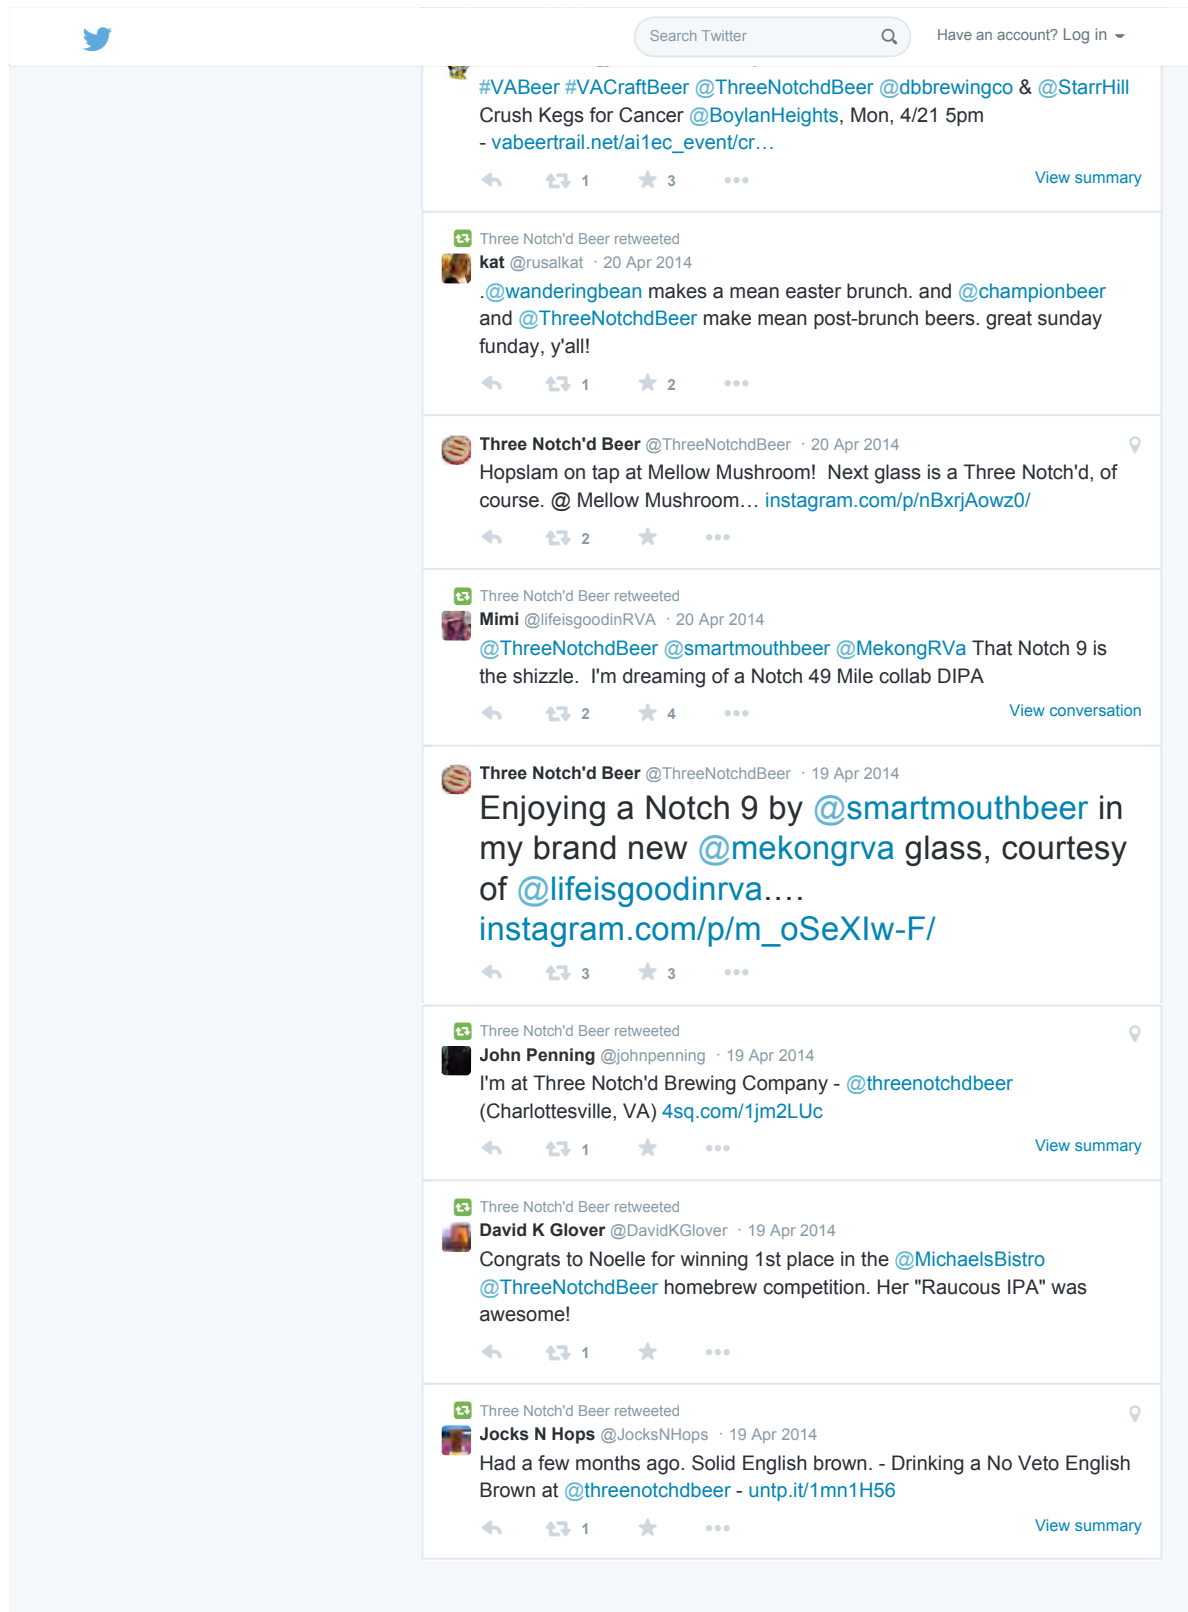 Search Twitter
Have an account? Log in
#VABeer #VACraftBeer @ThreeNotchdBeer @dbbrewingco & @StarrHill
Crush Kegs for Cancer @BoylanHeights, Mon, 4/21 5pm
- vabeertrail.net/ai1ec_event/cr…
1 3 ••• View summary
Three Notch'd Beer retweeted
kat @rusalkat · 20 Apr 2014
.@wanderingbean makes a mean easter brunch. and @championbeer
and @ThreeNotchdBeer make mean post-brunch beers. great sunday
funday, y'all!
1 2 •••
Three Notch'd Beer @ThreeNotchdBeer · 20 Apr 2014
Hopslam on tap at Mellow Mushroom!  Next glass is a Three Notch'd, of
course. @ Mellow Mushroom… instagram.com/p/nBxrjAowz0/
2 •••
Three Notch'd Beer retweeted
Mimi @lifeisgoodinRVA · 20 Apr 2014
@ThreeNotchdBeer @smartmouthbeer @MekongRVa That Notch 9 is
the shizzle.  I'm dreaming of a Notch 49 Mile collab DIPA
2 4 ••• View conversation
Three Notch'd Beer @ThreeNotchdBeer · 19 Apr 2014
Enjoying a Notch 9 by @smartmouthbeer in
my brand new @mekongrva glass, courtesy
of @lifeisgoodinrva.…
instagram.com/p/m_oSeXIw-F/
3 3 •••
Three Notch'd Beer retweeted
John Penning @johnpenning · 19 Apr 2014
I'm at Three Notch'd Brewing Company - @threenotchdbeer
(Charlottesville, VA) 4sq.com/1jm2LUc
1 ••• View summary
Three Notch'd Beer retweeted
David K Glover @DavidKGlover · 19 Apr 2014
Congrats to Noelle for winning 1st place in the @MichaelsBistro
@ThreeNotchdBeer homebrew competition. Her "Raucous IPA" was
awesome!
1 •••
Three Notch'd Beer retweeted
Jocks N Hops @JocksNHops · 19 Apr 2014
Had a few months ago. Solid English brown. - Drinking a No Veto English
Brown at @threenotchdbeer - untp.it/1mn1H56
1 ••• View summary